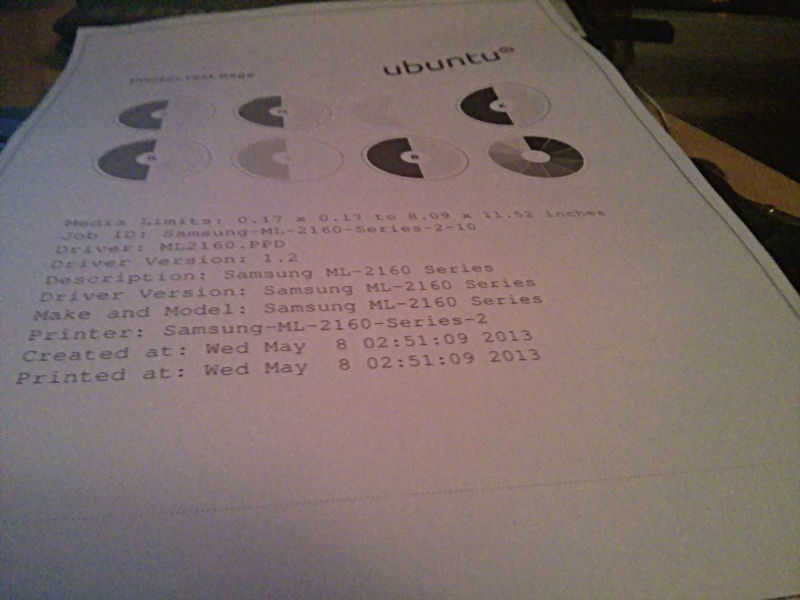 ubuntu
Printer test page
Media Limits: 0.17 x 0.17 to 8.09 x 11.52 inches
Job ID: Samsung-ML-2160-Series-2-10
Driver: ML2160.PPD
Driver Version: 1.2
Description: Samsung ML-2160 Series
Driver Version: Samsung ML-2160 Series
Make and Model: Samsung ML-2160 Series
Printer: Samsung-ML-2160-Series-2
Created at: Wed May  8 02:51:09 2013
Printed at: Wed May  8 02:51:09 2013